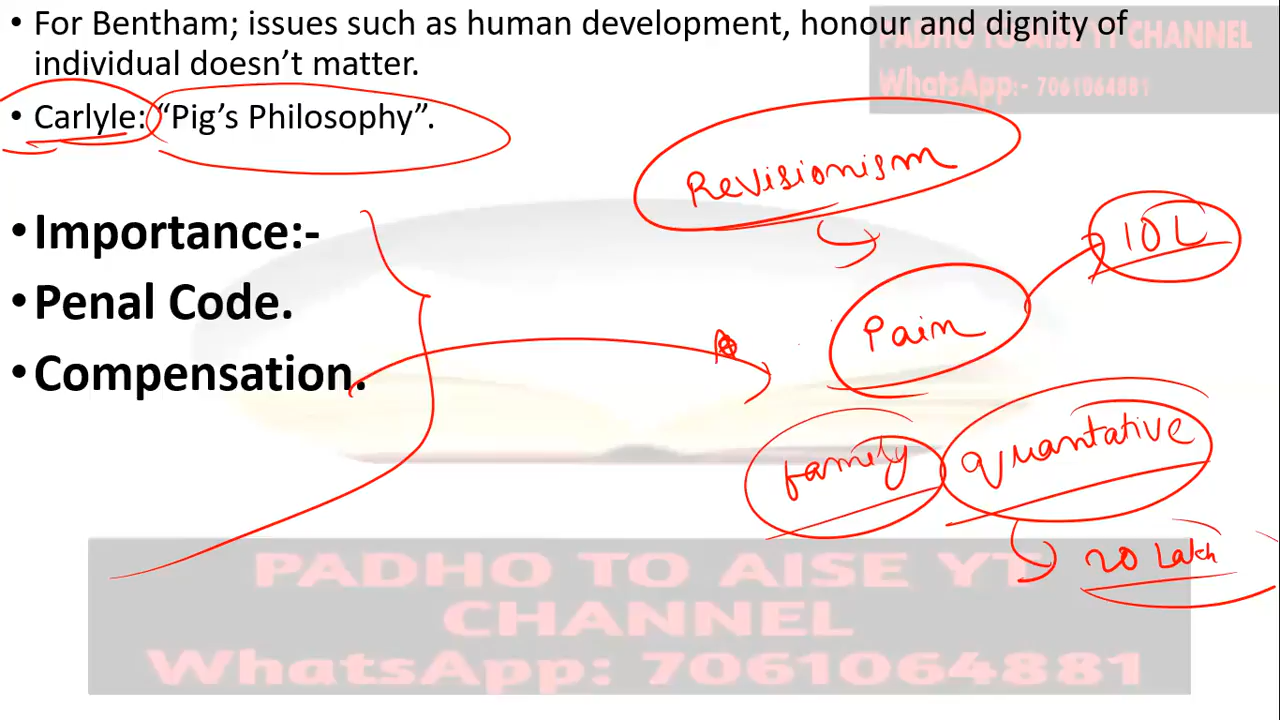 • For Bentham; issues such as human development, honour and dignity of
individual doesn't matter.
• Carlyle: “Pig's Philosophy”.
PADHO TO AISE YT CHANNEL
WhatsApp:- 7061064881
Revisionism
• Importance:-
10 L
• Penal Code.
Pain
• Compensation.
family quantative
20 Lakh
PADHO TO AISE YT
CHANNEL
WhatsApp: 7061064881